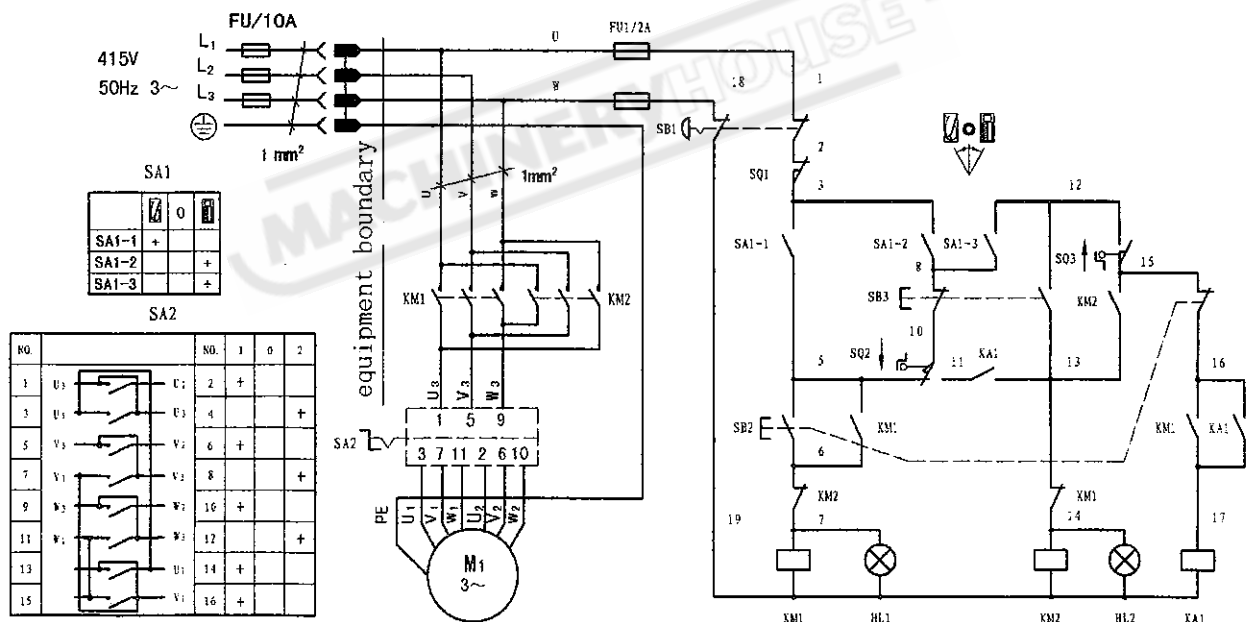 FU/10A
415V
50Hz 3~
L1
L2
L3
1 mm²
equipment boundary
U
V
W
1mm²
FU1/2A
U
W
18
1
SB1
2
SQ1
3
12
SA1-1
SA1-2
SA1-3
8
SQ3
15
SB3
KM2
10
SQ2
5
11
KA1
13
16
SB2
KM1
6
KM1
KA1
KM2
KM1
19
7
14
17
KM1
HL1
KM2
HL2
KA1
KM1
KM2
U3
V3
W3
SA2
1 5 9
3 7 11 2 6 10
PE
U1
V1
W1
U2
V2
W2
M1
3~
SA1
0
SA1-1 +
SA1-2 +
SA1-3 +
SA2
NO. NO. 1 0 2
1 U3 U2 2 +
3 U3 4 +
5 V3 V2 6 +
7 V1 V3 8 +
9 W3 W2 10 +
11 W1 W3 12 +
13 U1 14 +
15 V1 16 +
MACHINERYHOUSE